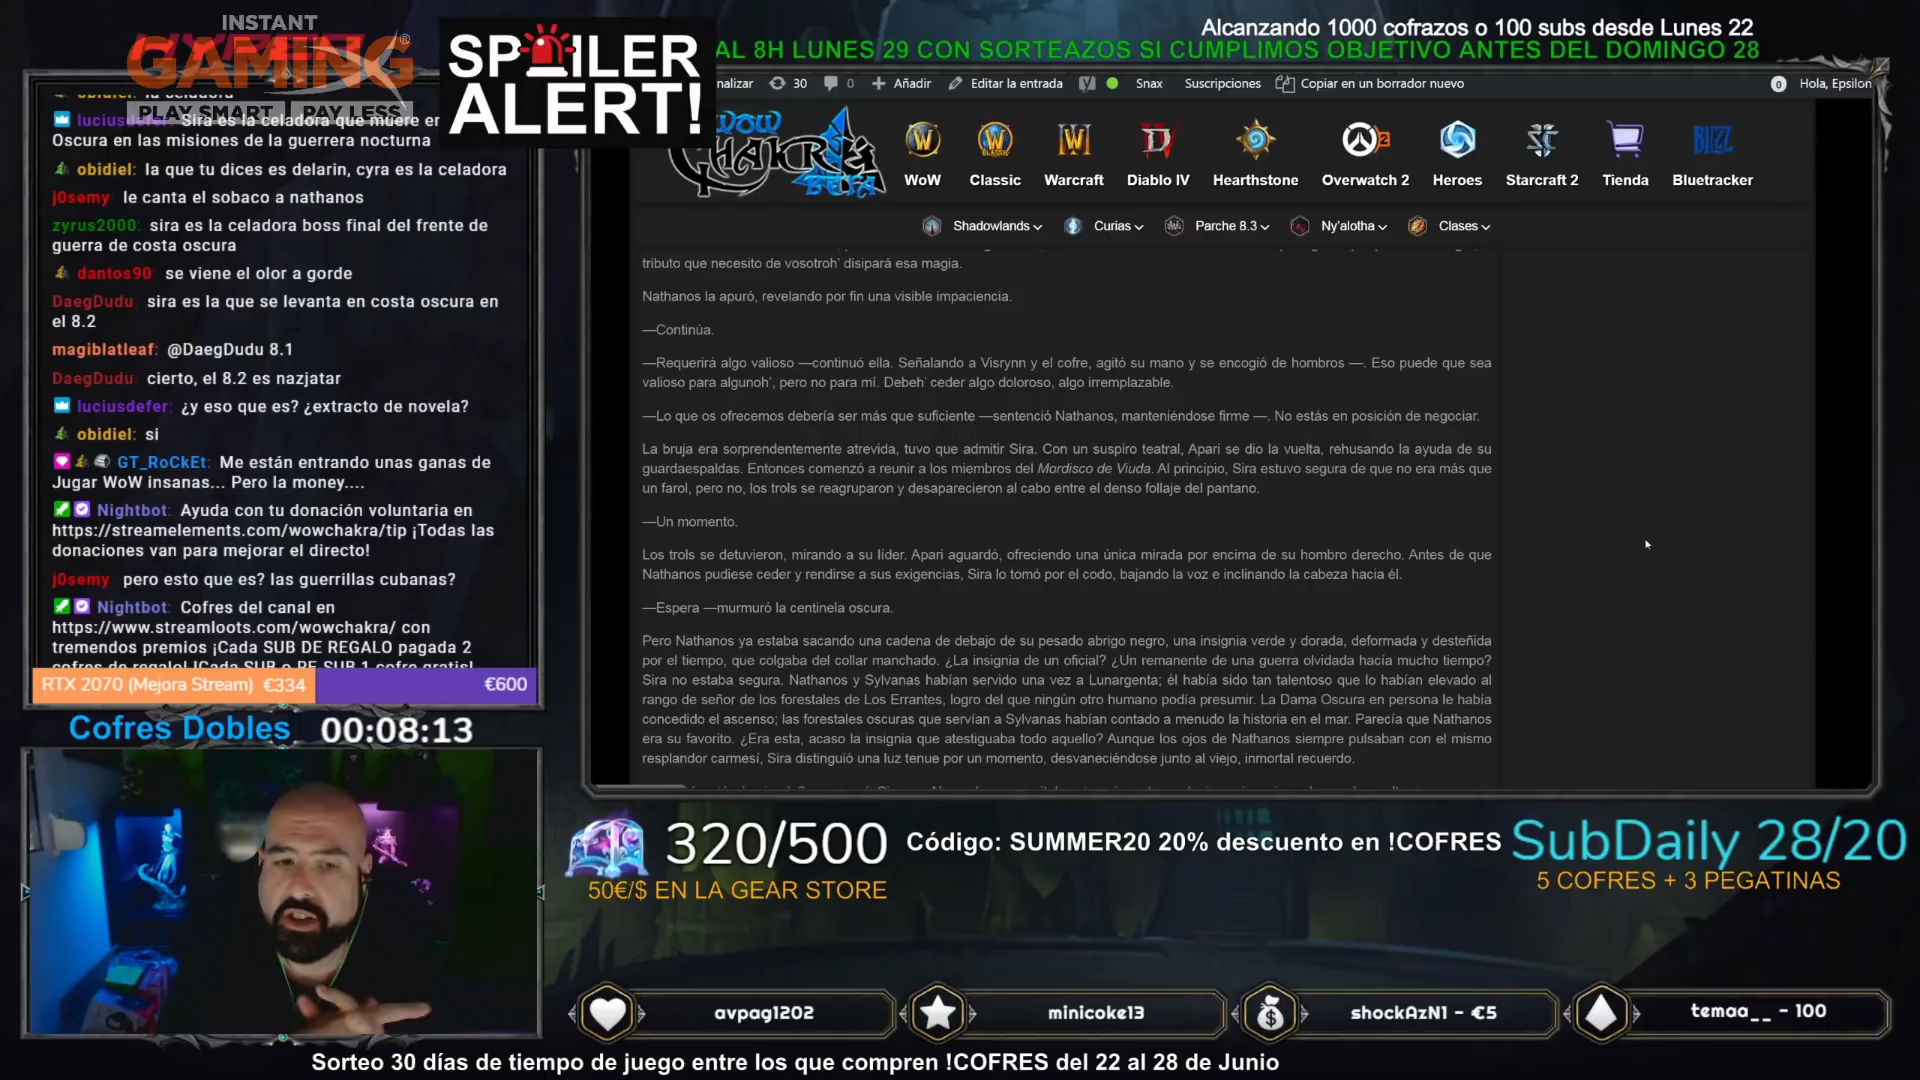 INSTANT
GAMING
PLAY SMART PAY LESS
SPOILER
ALERT!
Alcanzando 1000 cofrazos o 100 subs desde Lunes 22
AL 8H LUNES 29 CON SORTEAZOS SI CUMPLIMOS OBJETIVO ANTES DEL DOMINGO 28
nalizar 30 0 Añadir Editar la entrada Snax Suscripciones Copiar en un borrador nuevo 0 Hola, Epsilon
WOW
CHAKRA
BETA
WoW Classic Warcraft Diablo IV Hearthstone Overwatch 2 Heroes Starcraft 2 Tienda Bluetracker
Shadowlands Curias Parche 8.3 Ny'alotha Clases
obidiel: la celadora
luciusdefer: Sira es la celadora que muere en
Oscura en las misiones de la guerrera nocturna
obidiel: la que tu dices es delarin, cyra es la celadora
j0semy le canta el sobaco a nathanos
zyrus2000: sira es la celadora boss final del frente de
guerra de costa oscura
dantos90 se viene el olor a gorde
DaegDudu: sira es la que se levanta en costa oscura en
el 8.2
magiblatleaf: @DaegDudu 8.1
DaegDudu: cierto, el 8.2 es nazjatar
luciusdefer: ¿y eso que es? ¿extracto de novela?
obidiel: si
GT_RoCkEt: Me están entrando unas ganas de
Jugar WoW insanas... Pero la money....
Nightbot: Ayuda con tu donación voluntaria en
https://streamelements.com/wowchakra/tip ¡Todas las
donaciones van para mejorar el directo!
j0semy pero esto que es? las guerrillas cubanas?
Nightbot: Cofres del canal en
https://www.streamloots.com/wowchakra/ con
tremendos premios ¡Cada SUB DE REGALO pagada 2
cofres de regalo! ¡Cada SUB o RE SUB 1 cofre gratis!
RTX 2070 (Mejora Stream) €334 €600
Cofres Dobles 00:08:13
tributo que necesito de vosotroh' disipará esa magia.
Nathanos la apuró, revelando por fin una visible impaciencia.
—Continúa.
—Requerirá algo valioso —continuó ella. Señalando a Visrynn y el cofre, agitó su mano y se encogió de hombros —. Eso puede que sea
valioso para algunoh', pero no para mí. Debeh' ceder algo doloroso, algo irremplazable.
—Lo que os ofrecemos debería ser más que suficiente —sentenció Nathanos, manteniéndose firme —. No estás en posición de negociar.
La bruja era sorprendentemente atrevida, tuvo que admitir Sira. Con un suspiro teatral, Apari se dio la vuelta, rehusando la ayuda de su
guardaespaldas. Entonces comenzó a reunir a los miembros del Mordisco de Viuda. Al principio, Sira estuvo segura de que no era más que
un farol, pero no, los trols se reagruparon y desaparecieron al cabo entre el denso follaje del pantano.
—Un momento.
Los trols se detuvieron, mirando a su líder. Apari aguardó, ofreciendo una única mirada por encima de su hombro derecho. Antes de que
Nathanos pudiese ceder y rendirse a sus exigencias, Sira lo tomó por el codo, bajando la voz e inclinando la cabeza hacia él.
—Espera —murmuró la centinela oscura.
Pero Nathanos ya estaba sacando una cadena de debajo de su pesado abrigo negro, una insignia verde y dorada, deformada y desteñida
por el tiempo, que colgaba del collar manchado. ¿La insignia de un oficial? ¿Un remanente de una guerra olvidada hacía mucho tiempo?
Sira no estaba segura. Nathanos y Sylvanas habían servido una vez a Lunargenta; él había sido tan talentoso que lo habían elevado al
rango de señor de los forestales de Los Errantes, logro del que ningún otro humano podía presumir. La Dama Oscura en persona le había
concedido el ascenso; las forestales oscuras que servían a Sylvanas habían contado a menudo la historia en el mar. Parecía que Nathanos
era su favorito. ¿Era esta, acaso la insignia que atestiguaba todo aquello? Aunque los ojos de Nathanos siempre pulsaban con el mismo
resplandor carmesí, Sira distinguió una luz tenue por un momento, desvaneciéndose junto al viejo, inmortal recuerdo.
320/500
50€/$ EN LA GEAR STORE
Código: SUMMER20 20% descuento en !COFRES
SubDaily 28/20
5 COFRES + 3 PEGATINAS
avpag1202
minicoke13
shockAzN1 - €5
temaa__ - 100
Sorteo 30 días de tiempo de juego entre los que compren !COFRES del 22 al 28 de Junio